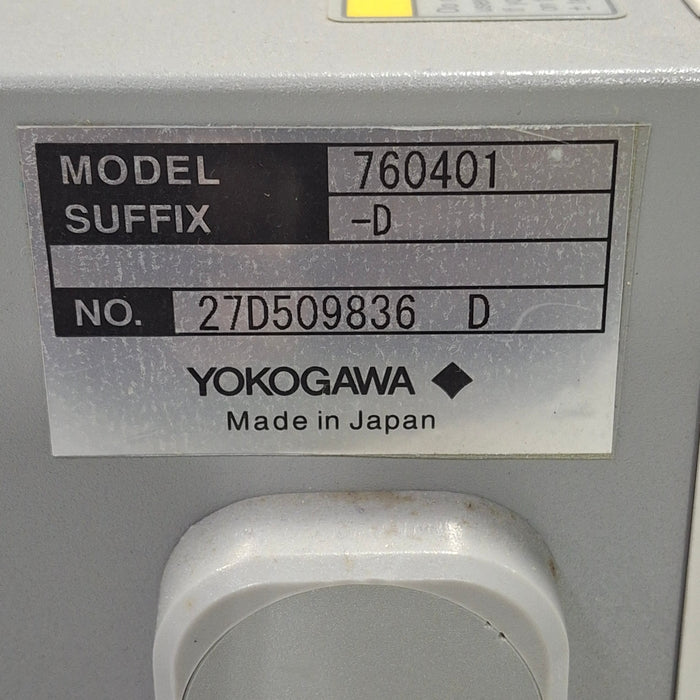 MODEL 760401
SUFFIX -D
NO. 27D509836 D
YOKOGAWA
Made in Japan